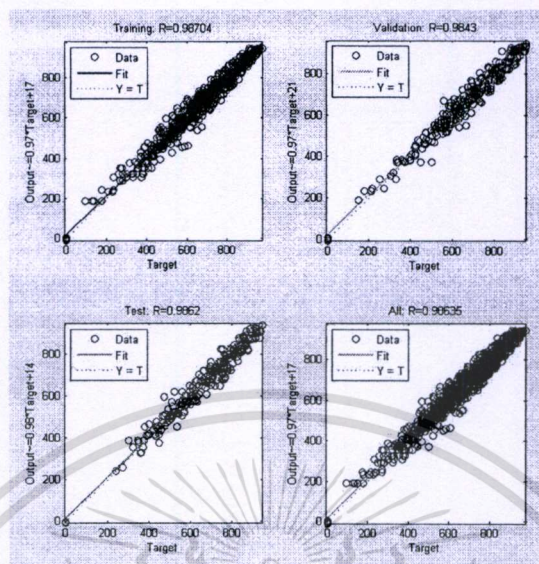 Training: R=0.98704
Output~=0.97*Target+17
800
600
400
200
0
Data
Fit
Y = T
0 200 400 600 800
Target
Validation: R=0.9843
Output~=0.97*Target+21
800
600
400
200
0
Data
Fit
Y = T
0 200 400 600 800
Target
Test: R=0.9862
Output~=0.98*Target+14
800
600
400
200
0
Data
Fit
Y = T
0 200 400 600 800
Target
All: R=0.98635
Output~=0.97*Target+17
800
600
400
200
0
Data
Fit
Y = T
0 200 400 600 800
Target